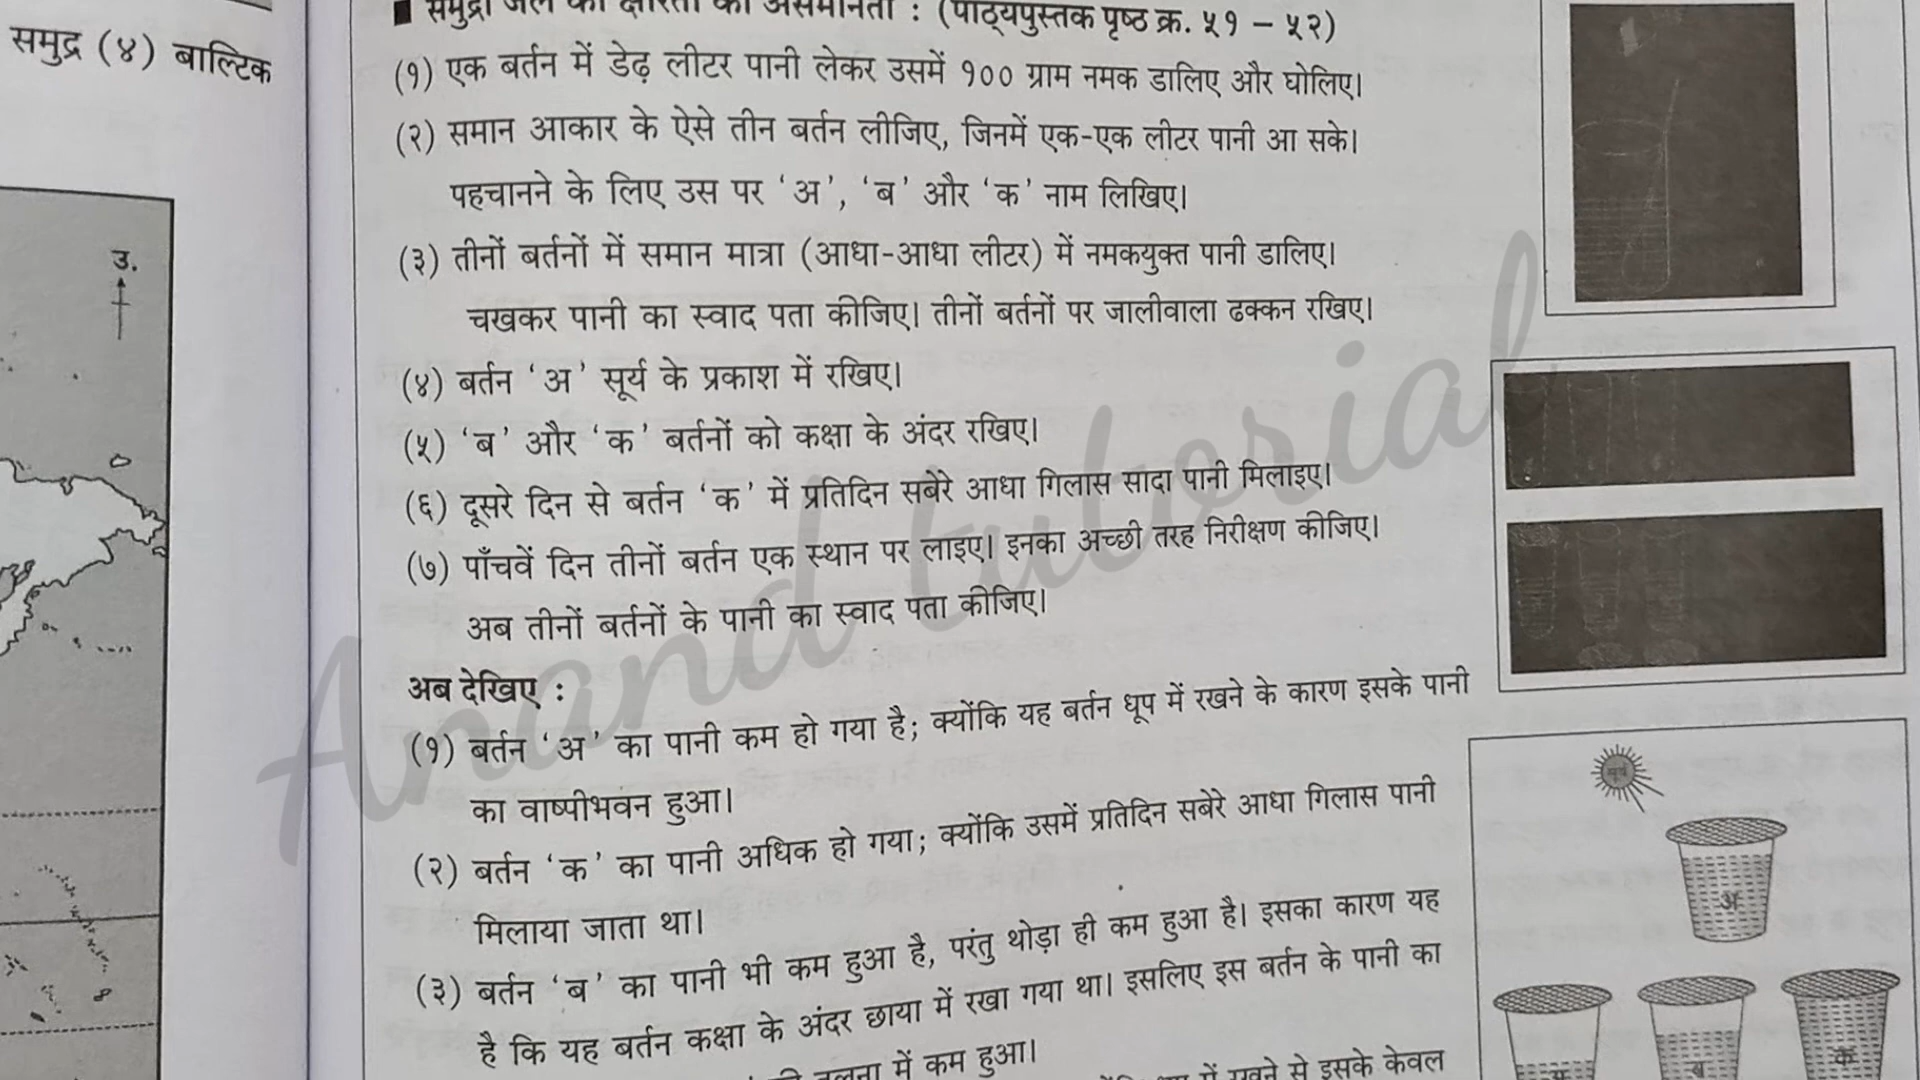 समुद्र (४) बाल्टिक
उ.
■ समुद्री जल की क्षारता की असमानता : (पाठ्यपुस्तक पृष्ठ क्र. ५१ – ५२)
(१) एक बर्तन में डेढ़ लीटर पानी लेकर उसमें १०० ग्राम नमक डालिए और घोलिए।
(२) समान आकार के ऐसे तीन बर्तन लीजिए, जिनमें एक-एक लीटर पानी आ सके।
पहचानने के लिए उस पर ‘अ’, ‘ब’ और ‘क’ नाम लिखिए।
(३) तीनों बर्तनों में समान मात्रा (आधा-आधा लीटर) में नमकयुक्त पानी डालिए।
चखकर पानी का स्वाद पता कीजिए। तीनों बर्तनों पर जालीवाला ढक्कन रखिए।
(४) बर्तन ‘अ’ सूर्य के प्रकाश में रखिए।
(५) ‘ब’ और ‘क’ बर्तनों को कक्षा के अंदर रखिए।
(६) दूसरे दिन से बर्तन ‘क’ में प्रतिदिन सबेरे आधा गिलास सादा पानी मिलाइए।
(७) पाँचवें दिन तीनों बर्तन एक स्थान पर लाइए। इनका अच्छी तरह निरीक्षण कीजिए।
अब तीनों बर्तनों के पानी का स्वाद पता कीजिए।
अब देखिए :
(१) बर्तन ‘अ’ का पानी कम हो गया है; क्योंकि यह बर्तन धूप में रखने के कारण इसके पानी
का वाष्पीभवन हुआ।
(२) बर्तन ‘क’ का पानी अधिक हो गया; क्योंकि उसमें प्रतिदिन सबेरे आधा गिलास पानी
मिलाया जाता था।
(३) बर्तन ‘ब’ का पानी भी कम हुआ है, परंतु थोड़ा ही कम हुआ है। इसका कारण यह
है कि यह बर्तन कक्षा के अंदर छाया में रखा गया था। इसलिए इस बर्तन के पानी का
तुलना में कम हुआ।
में रखने से इसके केवल
सूर्य
अ
ब
क
Anand tutorial